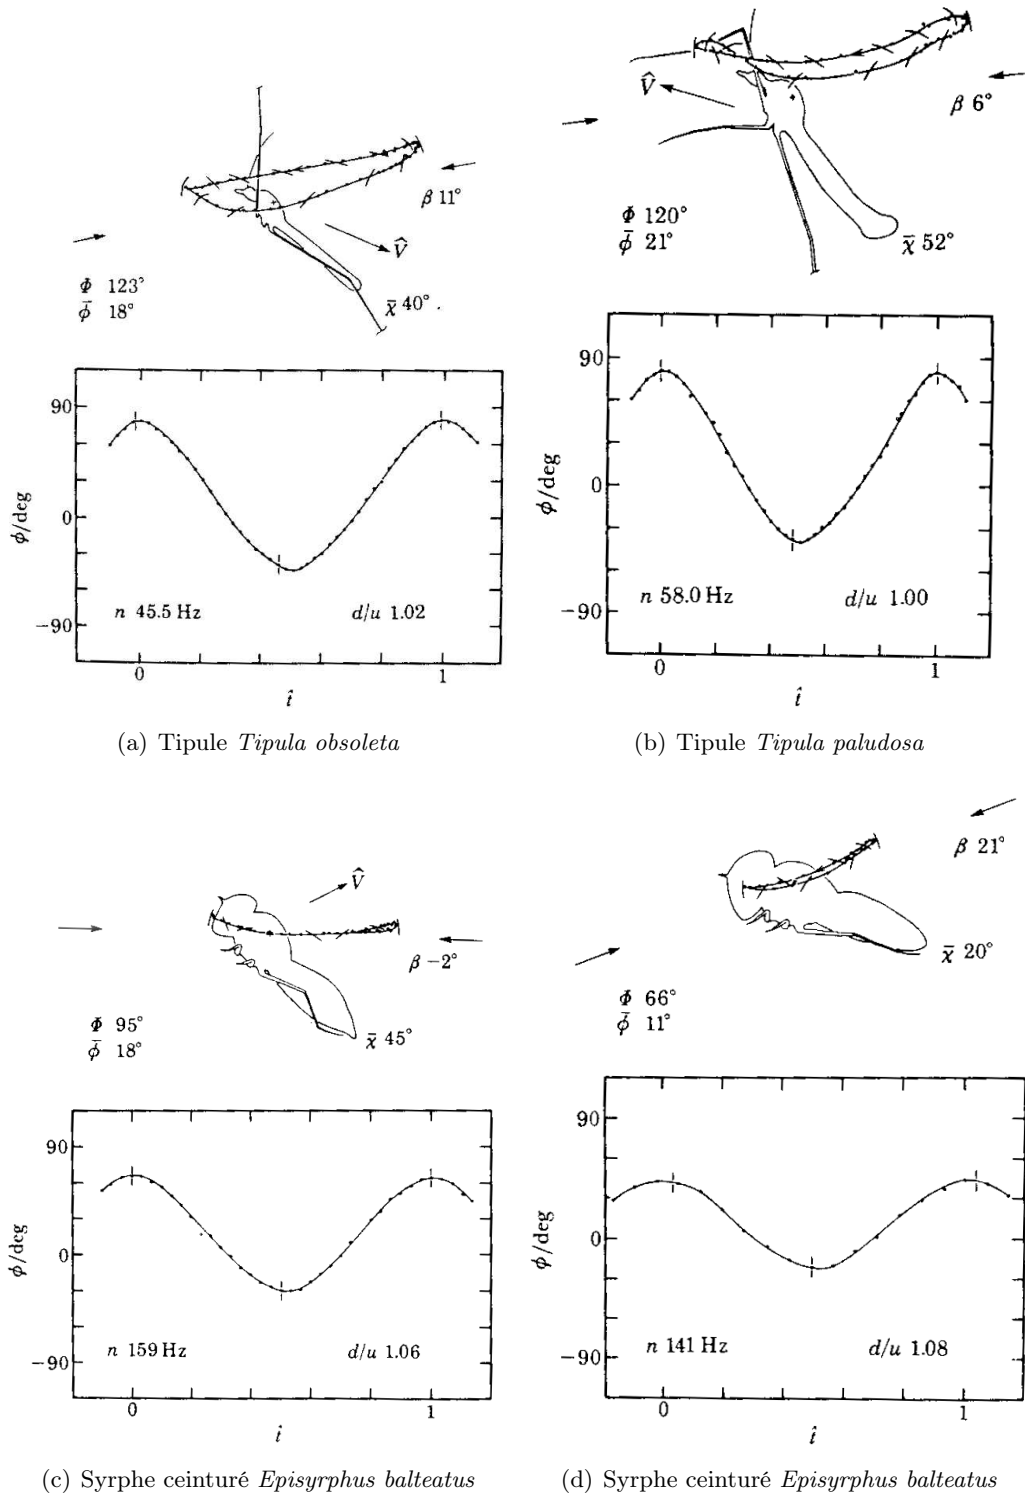 β 11°
V̂
Φ 123°
ϕ̄ 18°
χ̄ 40°
90
0
−90
ϕ/deg
n 45.5 Hz
d/u 1.02
0
1
t̂
(a) Tipule Tipula obsoleta
V̂
β 6°
Φ 120°
ϕ̄ 21°
χ̄ 52°
90
0
−90
ϕ/deg
n 58.0 Hz
d/u 1.00
0
1
t̂
(b) Tipule Tipula paludosa
V̂
β −2°
Φ 95°
ϕ̄ 18°
χ̄ 45°
90
0
−90
ϕ/deg
n 159 Hz
d/u 1.06
0
1
t̂
(c) Syrphe ceinturé Episyrphus balteatus
β 21°
χ̄ 20°
Φ 66°
ϕ̄ 11°
90
0
−90
ϕ/deg
n 141 Hz
d/u 1.08
0
1
t̂
(d) Syrphe ceinturé Episyrphus balteatus